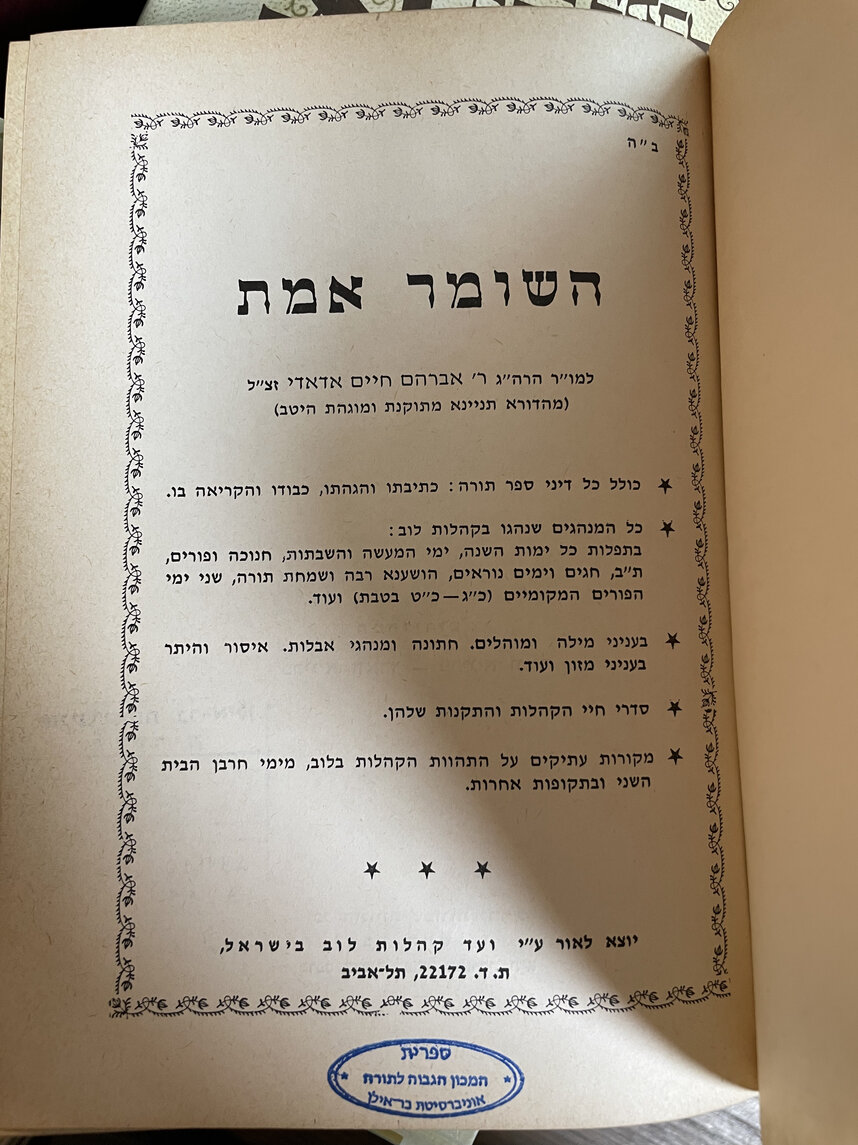 ב״ה
השומר אמת
למו״ר הרה״ג ר׳ אברהם חיים אדאדי זצ״ל
(מהדורא תניינא מתוקנת ומוגהת היטב)
★ כולל כל דיני ספר תורה: כתיבתו והגהתו, כבודו והקריאה בו.
★ כל המנהגים שנהגו בקהלות לוב:
בתפלות כל ימות השנה, ימי המעשה והשבתות, חנוכה ופורים,
ת״ב, חגים וימים נוראים, הושענא רבה ושמחת תורה, שני ימי
הפורים המקומיים (כ״ג—כ״ט בטבת) ועוד.
★ בעניני מילה ומוהלים. חתונה ומנהגי אבלות. איסור והיתר
בעניני מזון ועוד.
★ סדרי חיי הקהלות והתקנות שלהן.
★ מקורות עתיקים על התהוות הקהלות בלוב, מימי חרבן הבית
השני ובתקופות אחרות.
★ ★ ★
יוצא לאור ע״י ועד קהלות לוב בישראל,
ת. ד. 22172, תל־אביב
ספרית
המכון הגבוה לתורה
אוניברסיטת בר־אילן